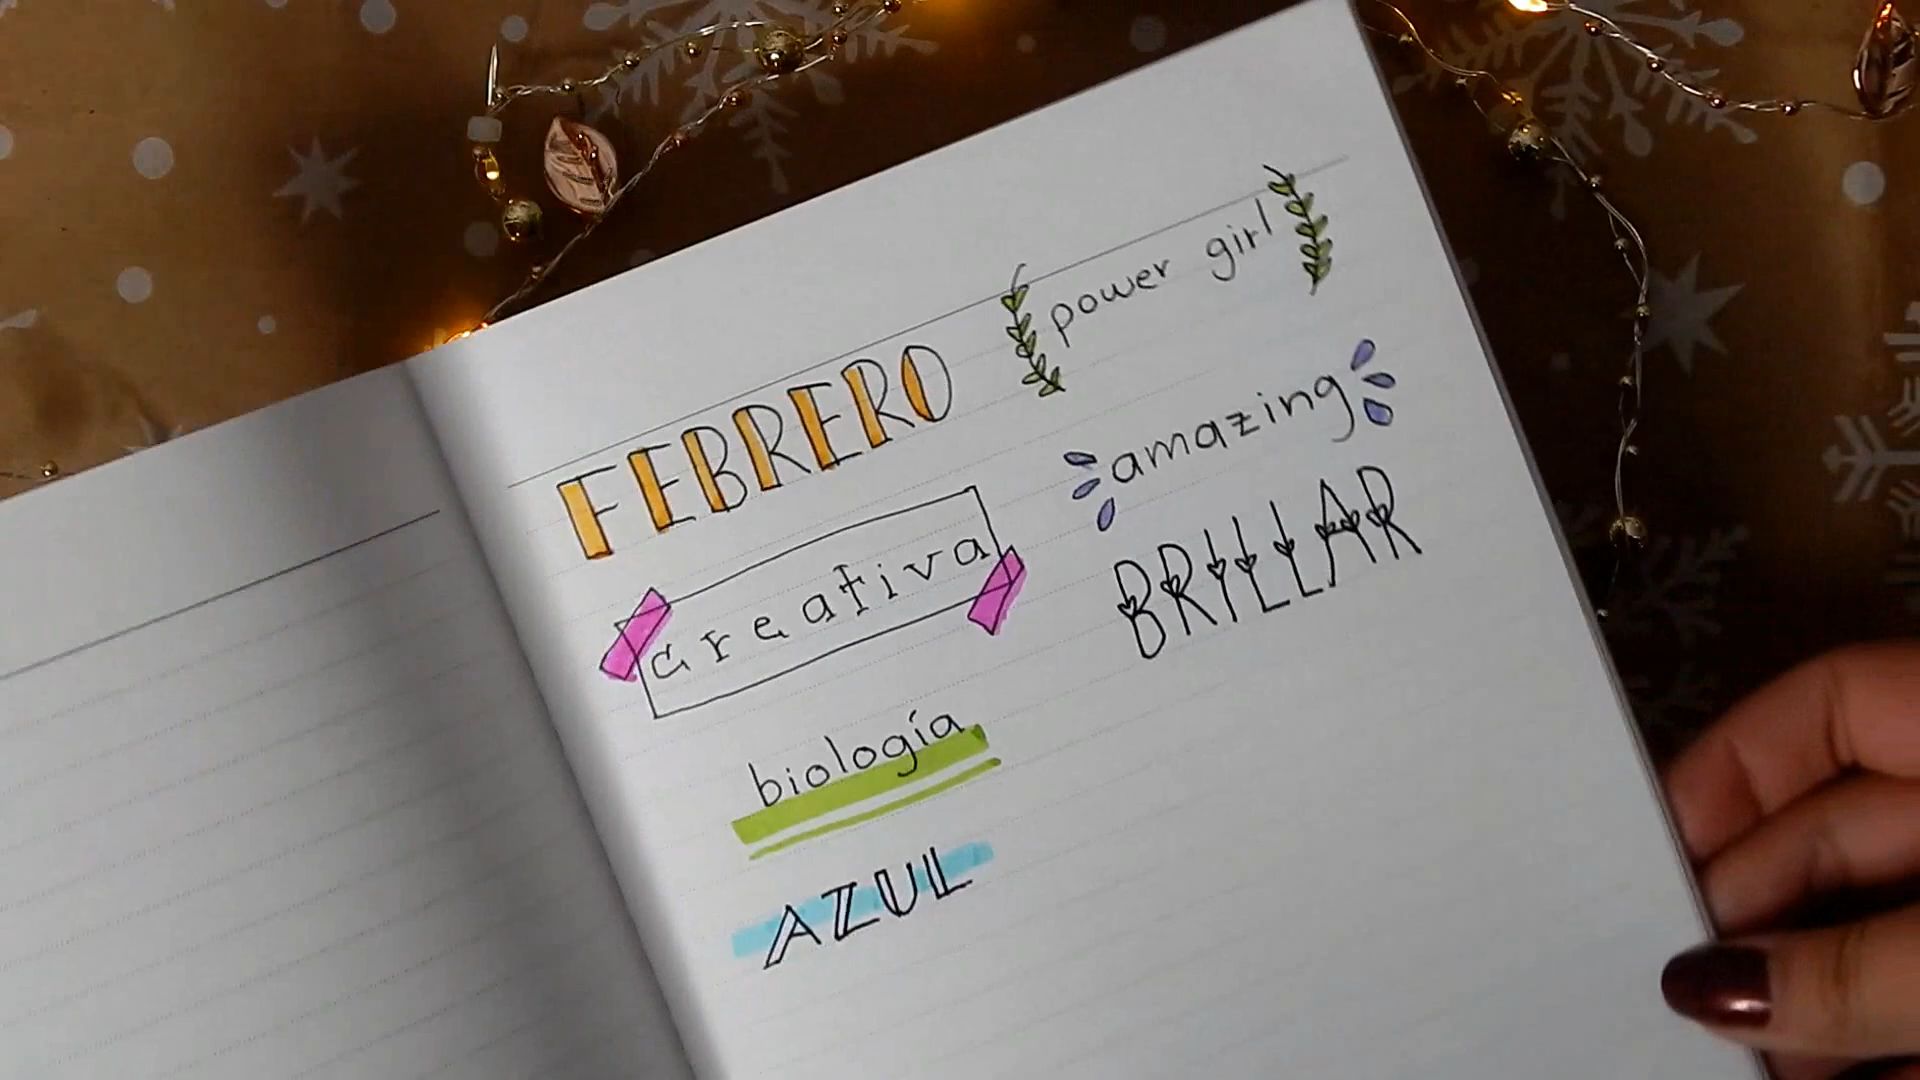 FEBRERO
creativa
biología
AZUL
power girl
amazing
BRILLAR